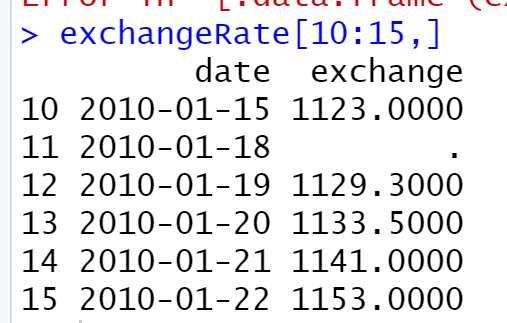 > exchangeRate[10:15,]
date exchange
10 2010-01-15 1123.0000
11 2010-01-18 .
12 2010-01-19 1129.3000
13 2010-01-20 1133.5000
14 2010-01-21 1141.0000
15 2010-01-22 1153.0000